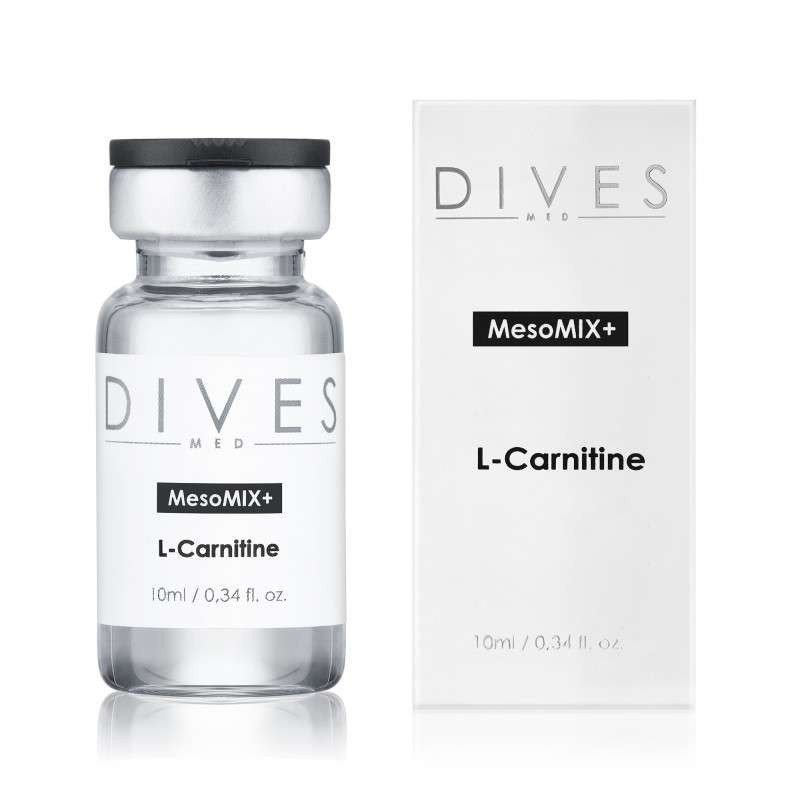 DIVES
MED
MesoMIX+
L-Carnitine
10ml / 0,34 fl. oz.
DIVES
MED
MesoMIX+
L-Carnitine
10ml / 0,34 fl. oz.